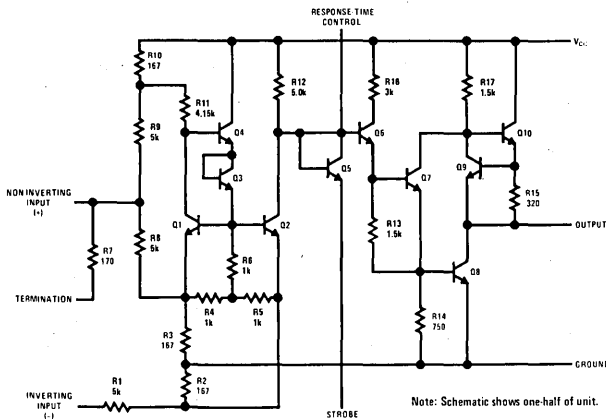 RESPONSE-TIME
CONTROL
R10
167
R11
4.15k
R12
5.0k
R16
3k
R17
1.5k
VCC
Q4
Q10
R9
5k
Q6
Q3
Q5
Q7
Q9
NONINVERTING
INPUT
(+)
Q1
Q2
R15
320
R7
170
R8
5k
R6
1k
R13
1.5k
OUTPUT
Q8
TERMINATION
R4
1k
R5
1k
R14
750
R3
167
GROUND
R2
167
INVERTING
INPUT
(-)
R1
5k
STROBE
Note: Schematic shows one-half of unit.